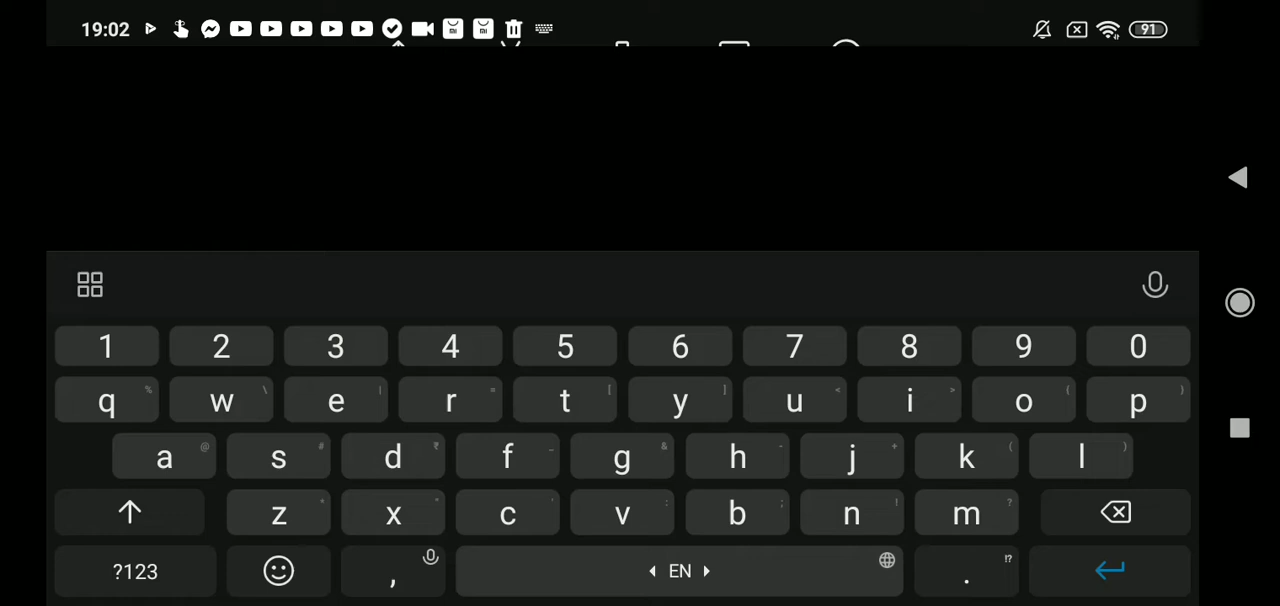 19:02 91
1 2 3 4 5 6 7 8 9 0
q % w \ e | r = t [ y ] u < i > o ( p )
a @ s # d ₹ f _ g & h - j + k ( l )
z * x " c ' v : b ; n ! m ?
?123 , EN . !?